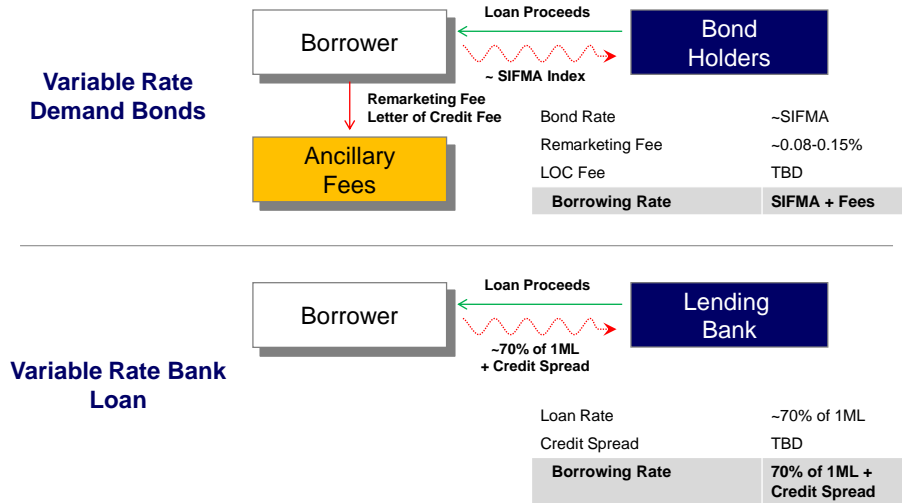 Loan Proceeds
Borrower
Bond
Holders
~ SIFMA Index
Variable Rate
Demand Bonds
Remarketing Fee
Letter of Credit Fee
Ancillary
Fees
Bond Rate ~SIFMA
Remarketing Fee ~0.08-0.15%
LOC Fee TBD
Borrowing Rate SIFMA + Fees
Loan Proceeds
Borrower
Lending
Bank
~70% of 1ML
+ Credit Spread
Variable Rate Bank
Loan
Loan Rate ~70% of 1ML
Credit Spread TBD
Borrowing Rate 70% of 1ML +
Credit Spread